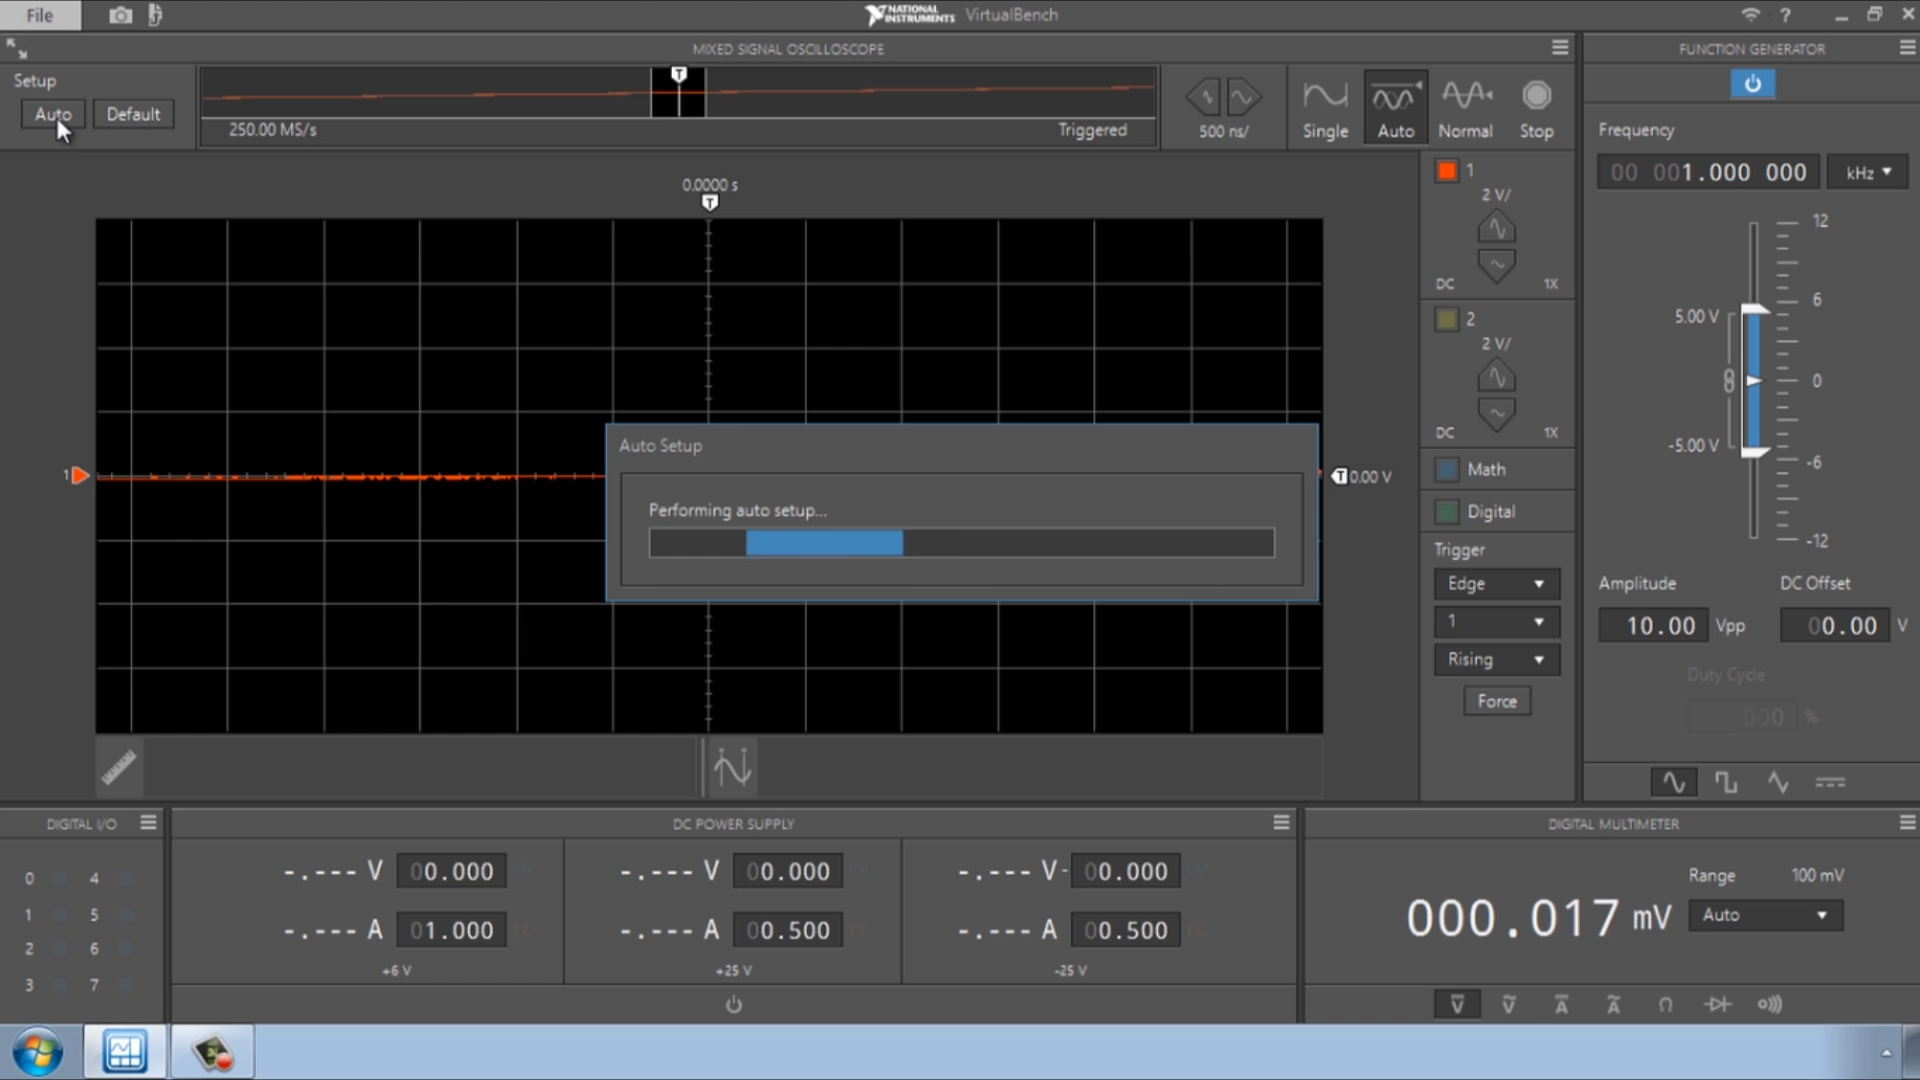 File
NATIONAL INSTRUMENTS VirtualBench
?
MIXED SIGNAL OSCILLOSCOPE
FUNCTION GENERATOR
Setup
Auto
Default
T
250.00 MS/s
Triggered
500 ns/
Single
Auto
Normal
Stop
0.0000 s
T
1
T 0.00 V
1
2 V/
DC
1X
2
2 V/
DC
1X
Math
Digital
Trigger
Edge
1
Rising
Force
Auto Setup
Performing auto setup...
Frequency
00 001.000 000
kHz
12
6
0
-6
-12
5.00 V
-5.00 V
Amplitude
DC Offset
10.00 Vpp
00.00 V
Duty Cycle
000 %
DIGITAL I/O
0 4
1 5
2 6
3 7
DC POWER SUPPLY
-.--- V 00.000
-.--- A 01.000
+6 V
-.--- V 00.000
-.--- A 00.500
+25 V
-.--- V - 00.000
-.--- A 00.500
-25 V
DIGITAL MULTIMETER
Range 100 mV
000.017 mV
Auto
V V A A Ω